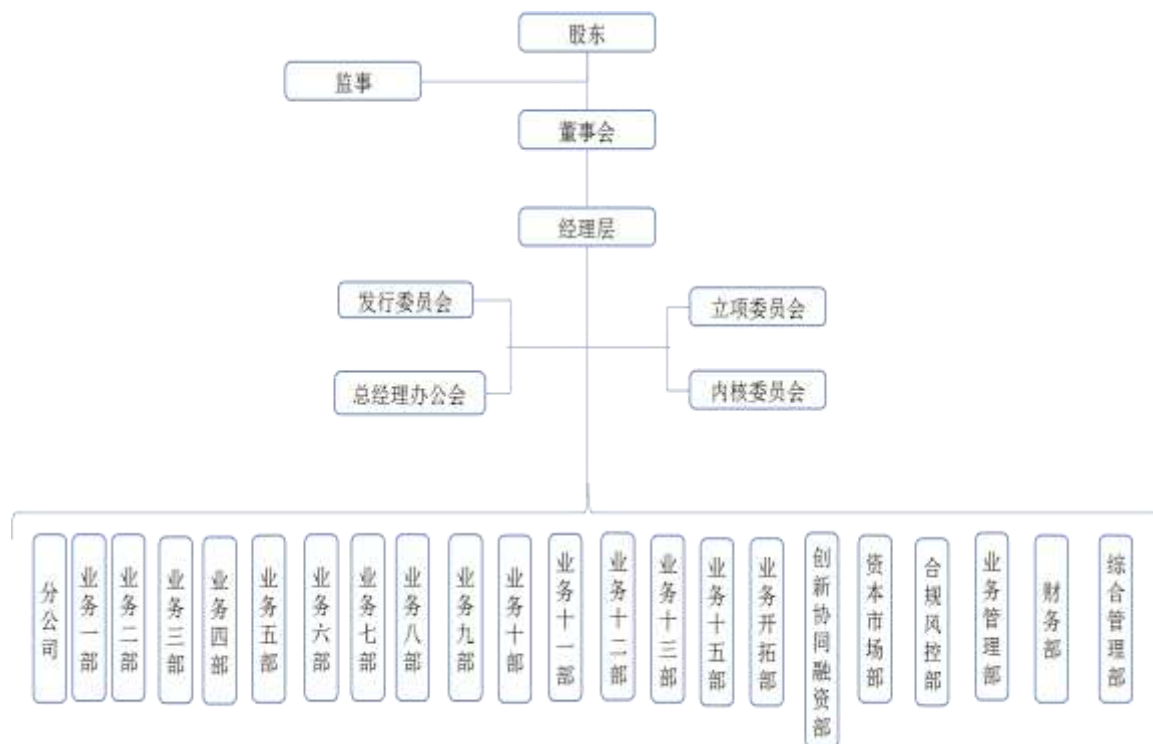 股东
监事
董事会
经理层
发行委员会
立项委员会
总经理办公会
内核委员会
分公司
业务一部
业务二部
业务三部
业务四部
业务五部
业务六部
业务七部
业务八部
业务九部
业务十部
业务十一部
业务十二部
业务十三部
业务十五部
业务开拓部
创新协同融资部
资本市场部
合规风控部
业务管理部
财务部
综合管理部